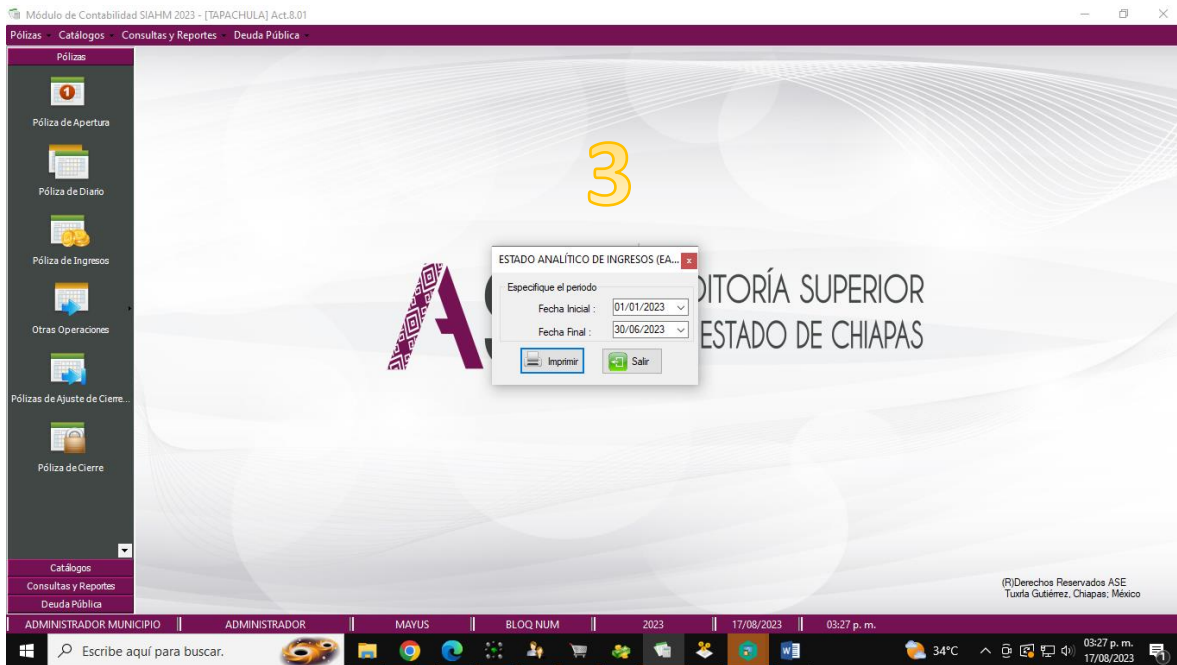 Módulo de Contabilidad SIAHM 2023 - [TAPACHULA] Act.8.01
Pólizas Catálogos Consultas y Reportes Deuda Pública
Pólizas
Póliza de Apertura
Póliza de Diario
Póliza de Ingresos
Otras Operaciones
Pólizas de Ajuste de Cierre...
Póliza de Cierre
Catálogos
Consultas y Reportes
Deuda Pública
3
ESTADO ANALÍTICO DE INGRESOS (EA... x
Especifique el periodo
Fecha Inicial : 01/01/2023
Fecha Final : 30/06/2023
Imprimir Salir
DITORÍA SUPERIOR
ESTADO DE CHIAPAS
(R)Derechos Reservados ASE
Tuxtla Gutiérrez, Chiapas; México
ADMINISTRADOR MUNICIPIO ADMINISTRADOR MAYUS BLOQ NUM 2023 17/08/2023 03:27 p. m.
Escribe aquí para buscar. 34°C 03:27 p. m.
17/08/2023
1